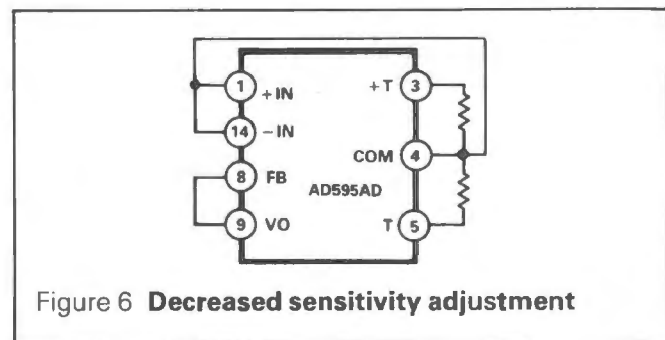 1 +IN +T 3
14 -IN
COM 4
8 FB
AD595AD
9 VO T 5
Figure 6 Decreased sensitivity adjustment